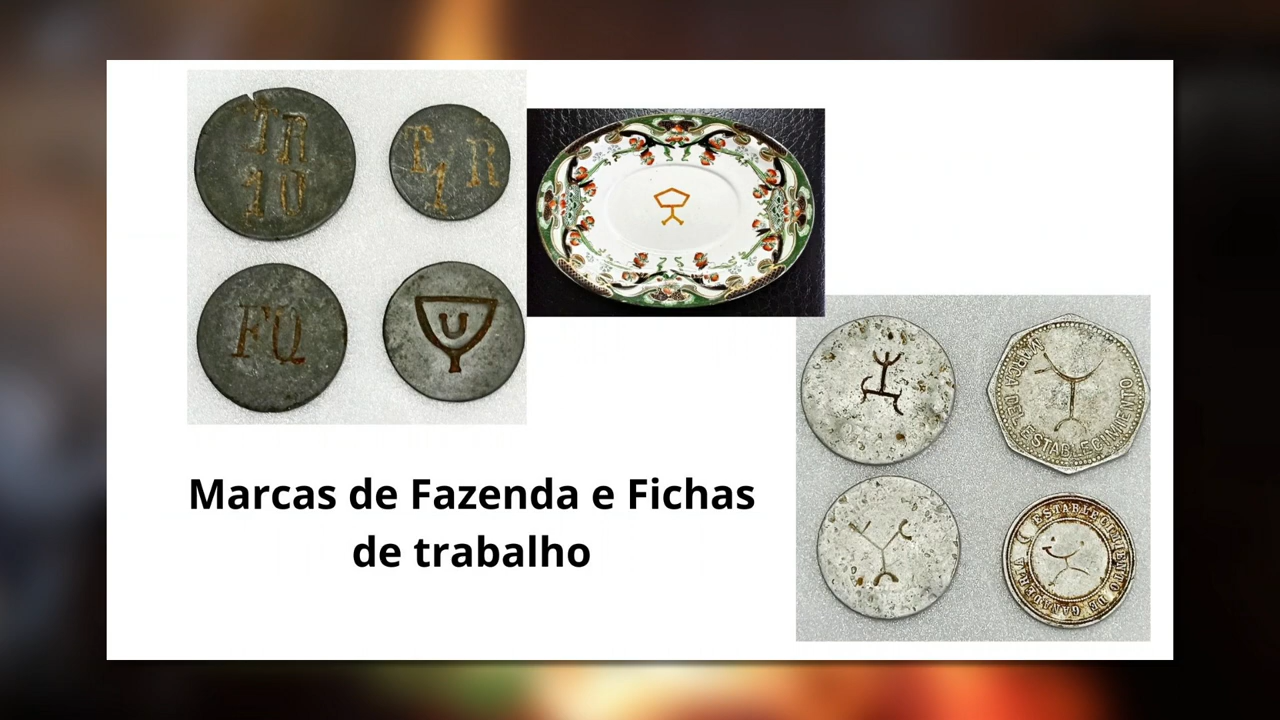 TR
10
T R
1
FQ
U
MARCA DEL ESTABLECIMIENTO
ESTABLECIMIENTO DE GANADERIA
Marcas de Fazenda e Fichas
de trabalho